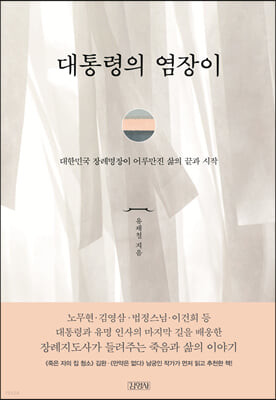 대통령의 염장이
대한민국 장례명장이 어루만진 삶의 끝과 시작
유재철 지음
노무현·김영삼·법정스님·이건희 등
대통령과 유명 인사의 마지막 길을 배웅한
장례지도사가 들려주는 죽음과 삶의 이야기
《죽은 자의 집 청소》 김완·《만약은 없다》 남궁인 작가가 먼저 읽고 추천한 책!
김영사